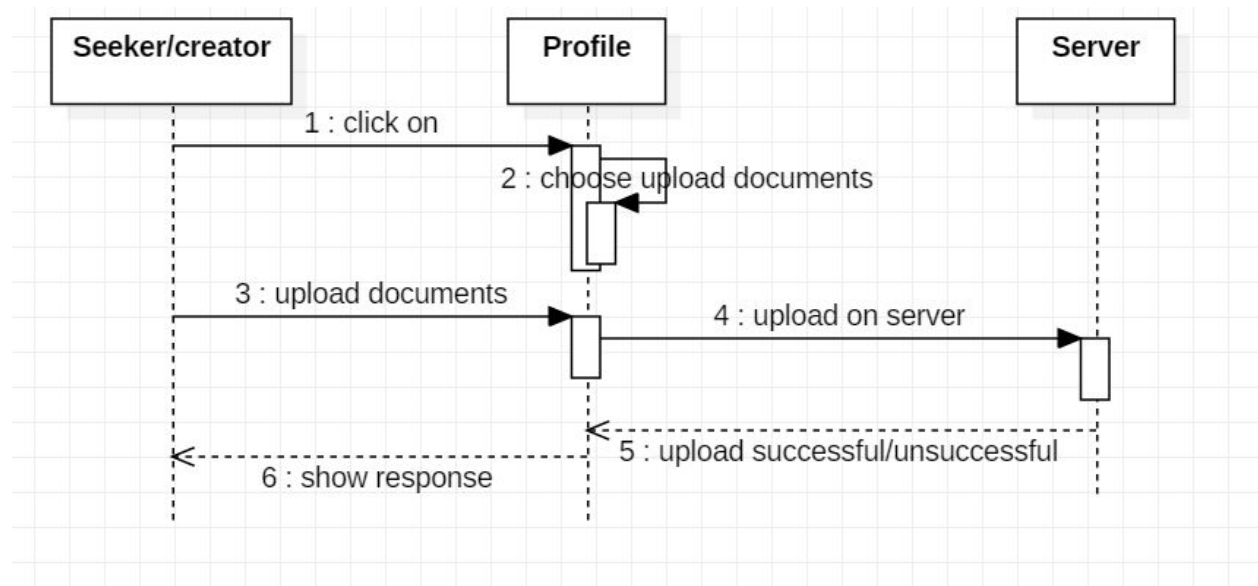 Seeker/creator
Profile
Server
1 : click on
2 : choose upload documents
3 : upload documents
4 : upload on server
5 : upload successful/unsuccessful
6 : show response